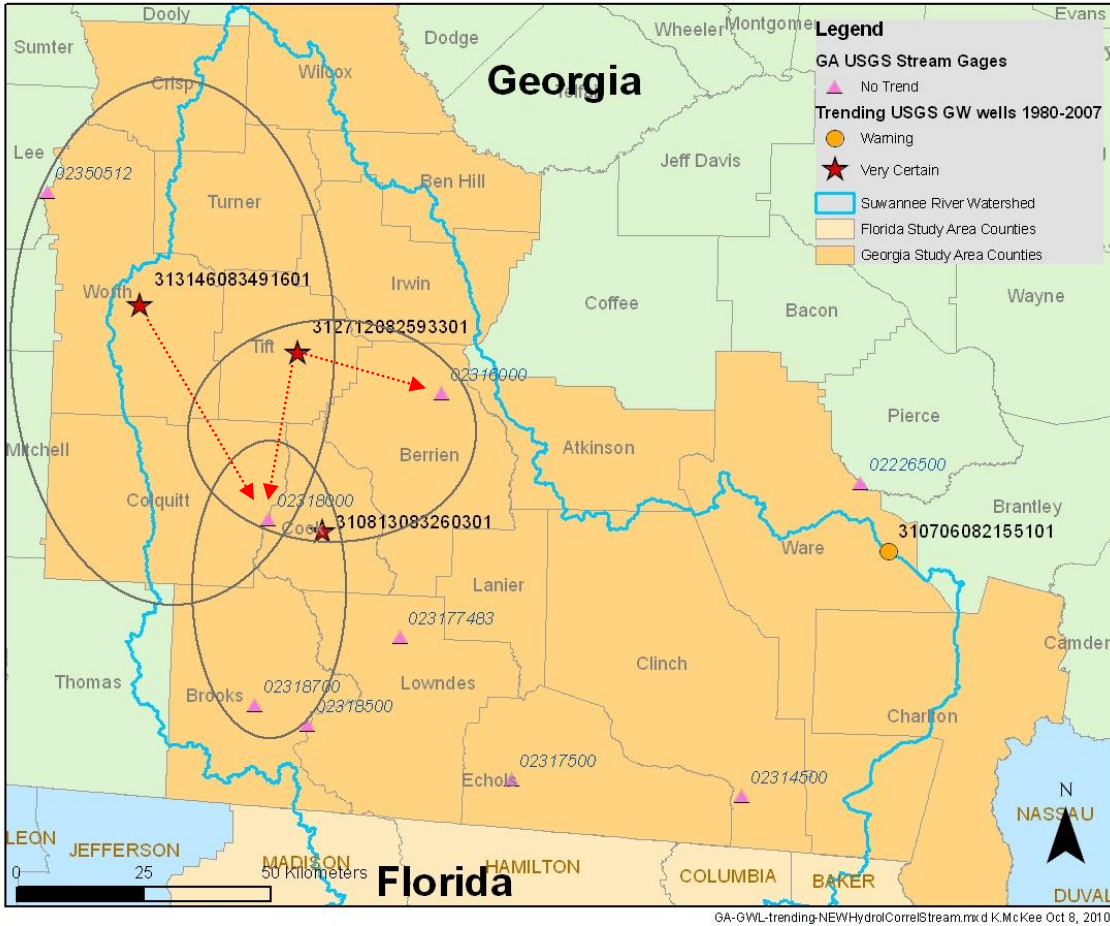 Dooly
Evans
Sumter
Dodge
Wheeler
Montgomer
Wilcox
Crisp
Georgia
Telfair
Legend
GA USGS Stream Gages
No Trend
Trending USGS GW wells 1980-2007
Warning
Very Certain
Suwannee River Watershed
Florida Study Area Counties
Georgia Study Area Counties
Lee
02350512
Jeff Davis
Ben Hill
Turner
313146083491601
Worth
Irwin
Coffee
Bacon
Wayne
Tift
312712082593301
02316000
Pierce
Mitchell
Berrien
Atkinson
02226500
Colquitt
02318000
Brantley
Cook
310813083260301
310706082155101
Ware
Lanier
023177483
Clinch
Camden
Thomas
Brooks
02318700
Lowndes
02318500
Charlton
02317500
Echols
02314500
N
NASSAU
LEON
JEFFERSON
MADISON
HAMILTON
COLUMBIA
BAKER
DUVAL
0
25
50 Kilometers
Florida
GA-GWL-trending-NEWHydrolCorrelStream.mxd K.McKee Oct 8, 2010